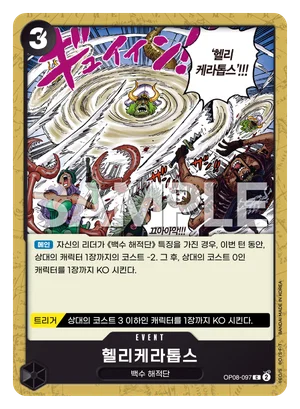 3
ギュイイン!
'헬리
케라톱스'!!!
끄아아악!!!
SAMPLE
메인 자신의 리더가 《백수 해적단》 특징을 가진 경우, 이번 턴 동안,
상대의 캐릭터 1장까지의 코스트 -2. 그 후, 상대의 코스트 0인
캐릭터를 1장까지 KO 시킨다.
트리거 상대의 코스트 3 이하인 캐릭터를 1장까지 KO 시킨다.
EVENT
헬리케라톱스
백수 해적단
OP08-097 C 2